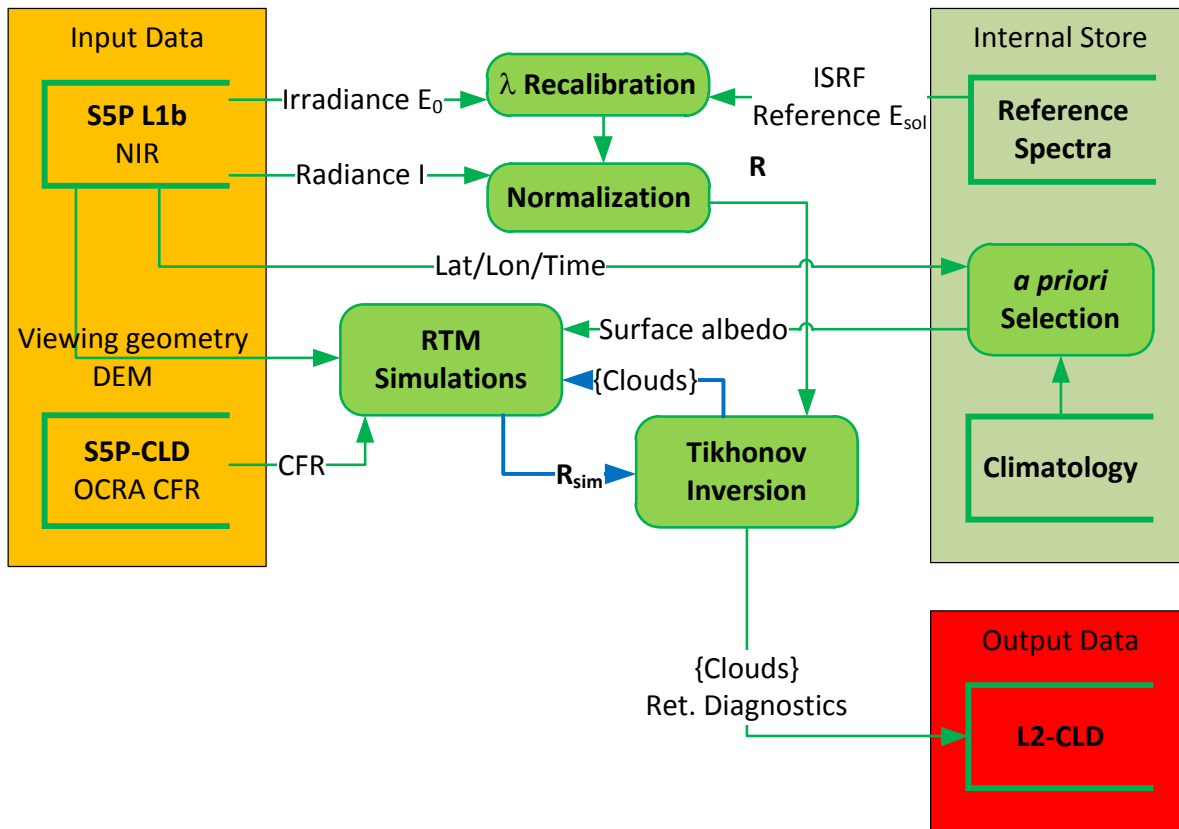 Input Data
S5P L1b
NIR
Irradiance E₀
λ Recalibration
ISRF
Reference Eₛₒₗ
Internal Store
Reference
Spectra
Radiance I
Normalization
R
Lat/Lon/Time
a priori
Selection
Viewing geometry
DEM
RTM
Simulations
Surface albedo
{Clouds}
S5P-CLD
OCRA CFR
CFR
Rsim
Tikhonov
Inversion
Climatology
{Clouds}
Ret. Diagnostics
Output Data
L2-CLD